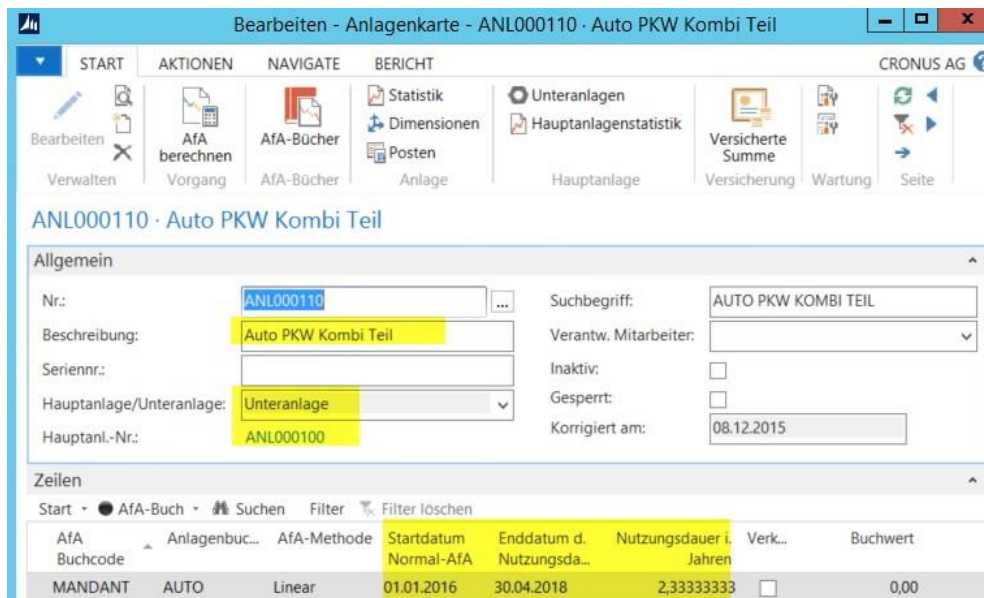 Bearbeiten - Anlagenkarte - ANL000110 · Auto PKW Kombi Teil
START AKTIONEN NAVIGATE BERICHT CRONUS AG
Bearbeiten
AfA berechnen
AfA-Bücher
Statistik
Dimensionen
Posten
Unteranlagen
Hauptanlagenstatistik
Versicherte Summe
Verwalten Vorgang AfA-Bücher Anlage Hauptanlage Versicherung Wartung Seite
ANL000110 · Auto PKW Kombi Teil
Allgemein
Nr.: ANL000110 ...
Beschreibung: Auto PKW Kombi Teil
Seriennr.:
Hauptanlage/Unteranlage: Unteranlage
Hauptanl.-Nr.: ANL000100
Suchbegriff: AUTO PKW KOMBI TEIL
Verantw. Mitarbeiter:
Inaktiv:
Gesperrt:
Korrigiert am: 08.12.2015
Zeilen
Start AfA-Buch Suchen Filter Filter löschen
AfA Buchcode Anlagenbuc... AfA-Methode Startdatum Normal-AfA Enddatum d. Nutzungsda... Nutzungsdauer i. Jahren Verk... Buchwert
MANDANT AUTO Linear 01.01.2016 30.04.2018 2,33333333 0,00